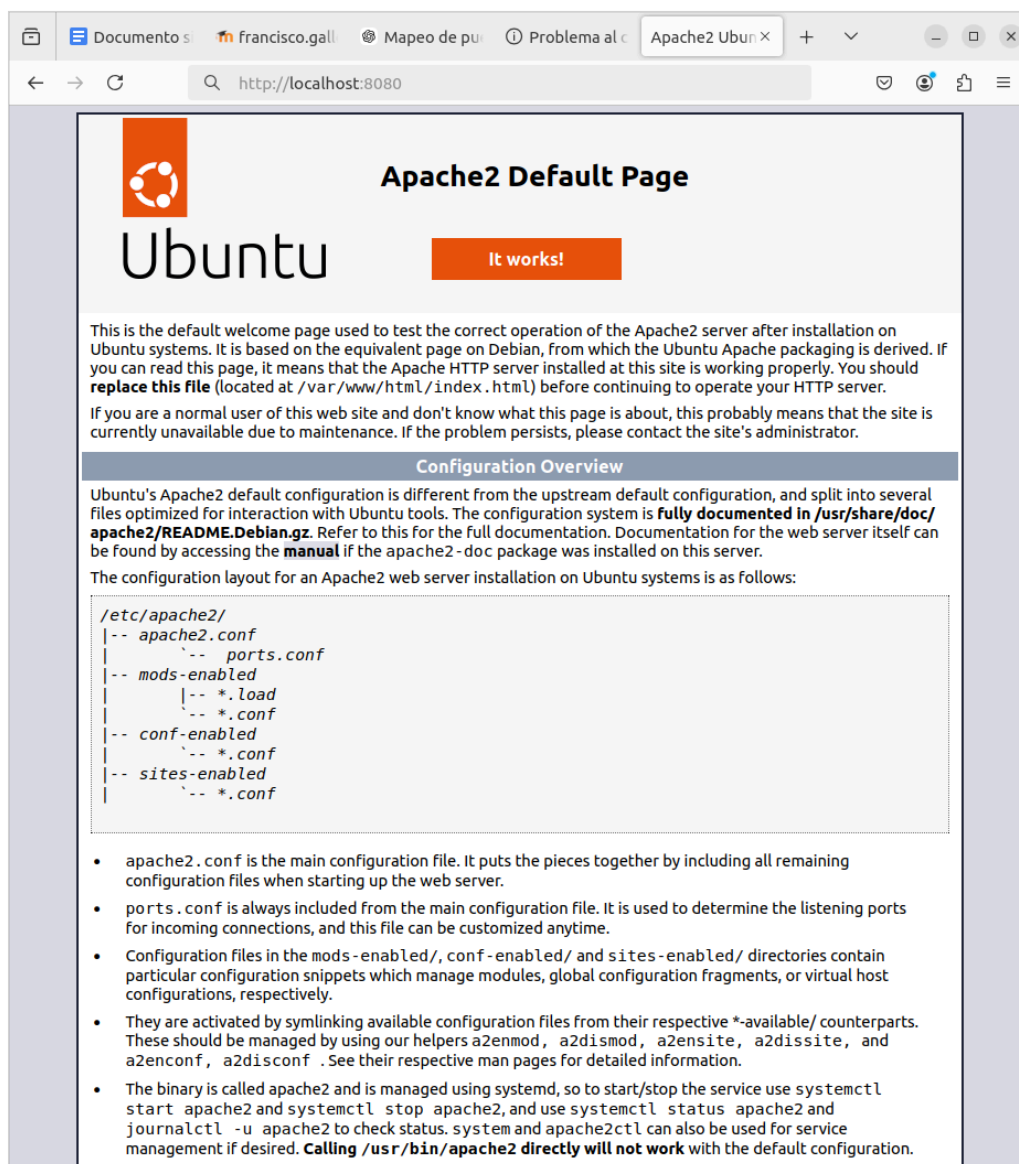 Documento s
francisco.gall
Mapeo de pu
Problema al c
Apache2 Ubun
http://localhost:8080
Apache2 Default Page
Ubuntu
It works!
This is the default welcome page used to test the correct operation of the Apache2 server after installation on
Ubuntu systems. It is based on the equivalent page on Debian, from which the Ubuntu Apache packaging is derived. If
you can read this page, it means that the Apache HTTP server installed at this site is working properly. You should
replace this file (located at /var/www/html/index.html) before continuing to operate your HTTP server.
If you are a normal user of this web site and don't know what this page is about, this probably means that the site is
currently unavailable due to maintenance. If the problem persists, please contact the site's administrator.
Configuration Overview
Ubuntu's Apache2 default configuration is different from the upstream default configuration, and split into several
files optimized for interaction with Ubuntu tools. The configuration system is fully documented in /usr/share/doc/
apache2/README.Debian.gz. Refer to this for the full documentation. Documentation for the web server itself can
be found by accessing the manual if the apache2-doc package was installed on this server.
The configuration layout for an Apache2 web server installation on Ubuntu systems is as follows:
/etc/apache2/
|-- apache2.conf
|       `--  ports.conf
|-- mods-enabled
|       |-- *.load
|       `-- *.conf
|-- conf-enabled
|       `-- *.conf
|-- sites-enabled
|       `-- *.conf
• apache2.conf is the main configuration file. It puts the pieces together by including all remaining
configuration files when starting up the web server.
• ports.conf is always included from the main configuration file. It is used to determine the listening ports
for incoming connections, and this file can be customized anytime.
• Configuration files in the mods-enabled/, conf-enabled/ and sites-enabled/ directories contain
particular configuration snippets which manage modules, global configuration fragments, or virtual host
configurations, respectively.
• They are activated by symlinking available configuration files from their respective *-available/ counterparts.
These should be managed by using our helpers a2enmod, a2dismod, a2ensite, a2dissite, and
a2enconf, a2disconf . See their respective man pages for detailed information.
• The binary is called apache2 and is managed using systemd, so to start/stop the service use systemctl
start apache2 and systemctl stop apache2, and use systemctl status apache2 and
journalctl -u apache2 to check status. system and apache2ctl can also be used for service
management if desired. Calling /usr/bin/apache2 directly will not work with the default configuration.